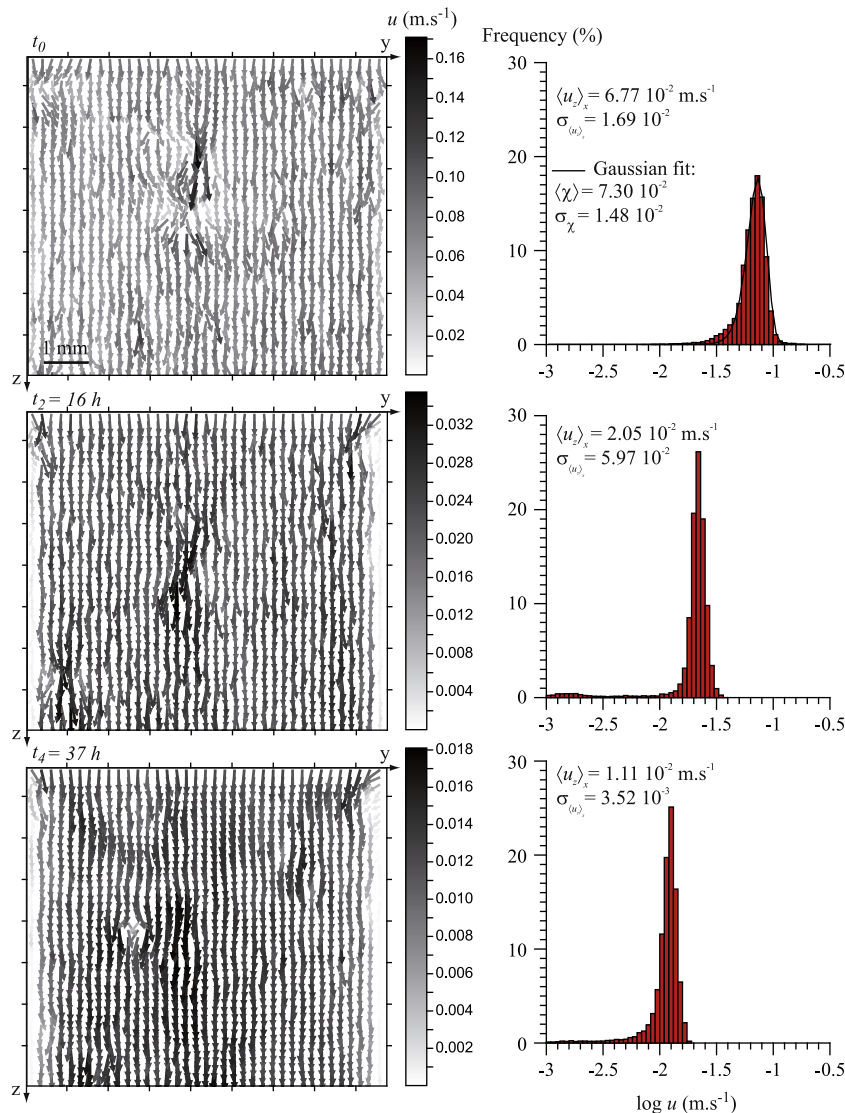 t₀
y
u (m.s⁻¹)
0.16
0.14
0.12
0.10
0.08
0.06
0.04
0.02
1 mm
z
Frequency (%)
30
20
10
0
⟨u_z⟩ₓ = 6.77 10⁻² m.s⁻¹
σ⟨u_z⟩ₓ = 1.69 10⁻²
Gaussian fit:
⟨χ⟩ = 7.30 10⁻²
σ_χ = 1.48 10⁻²
-3 -2.5 -2 -1.5 -1 -0.5
t₂ = 16 h
y
0.032
0.028
0.024
0.020
0.016
0.012
0.008
0.004
z
30
20
10
0
⟨u_z⟩ₓ = 2.05 10⁻² m.s⁻¹
σ⟨u_z⟩ₓ = 5.97 10⁻²
-3 -2.5 -2 -1.5 -1 -0.5
t₄ = 37 h
y
0.018
0.016
0.014
0.012
0.010
0.008
0.006
0.004
0.002
z
30
20
10
0
⟨u_z⟩ₓ = 1.11 10⁻² m.s⁻¹
σ⟨u_z⟩ₓ = 3.52 10⁻³
-3 -2.5 -2 -1.5 -1 -0.5
log u (m.s⁻¹)